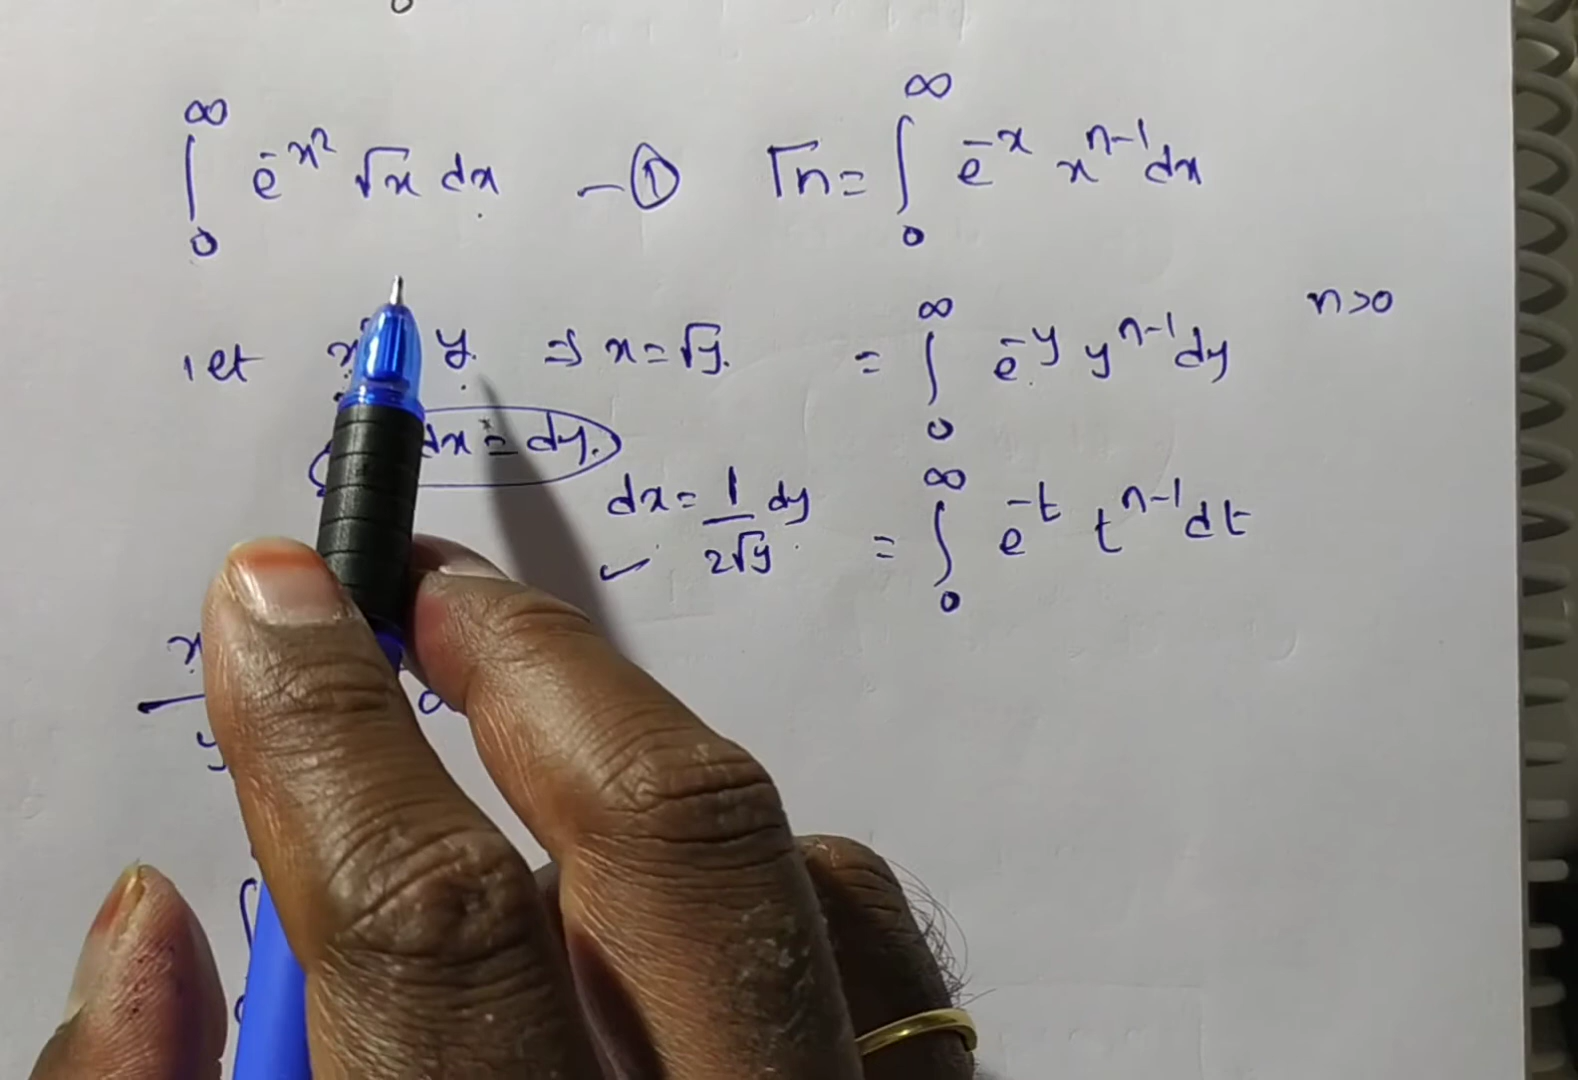 ∫₀^∞ e^{-x²} √x dx — ① Γn = ∫₀^∞ e^{-x} x^{n-1} dx
n>0
let x y. ⇒ x = √y. = ∫₀^∞ e^{-y} y^{n-1} dy
dx = dy.
dx = 1/(2√y) dy = ∫₀^∞ e^{-t} t^{n-1} dt
x
y